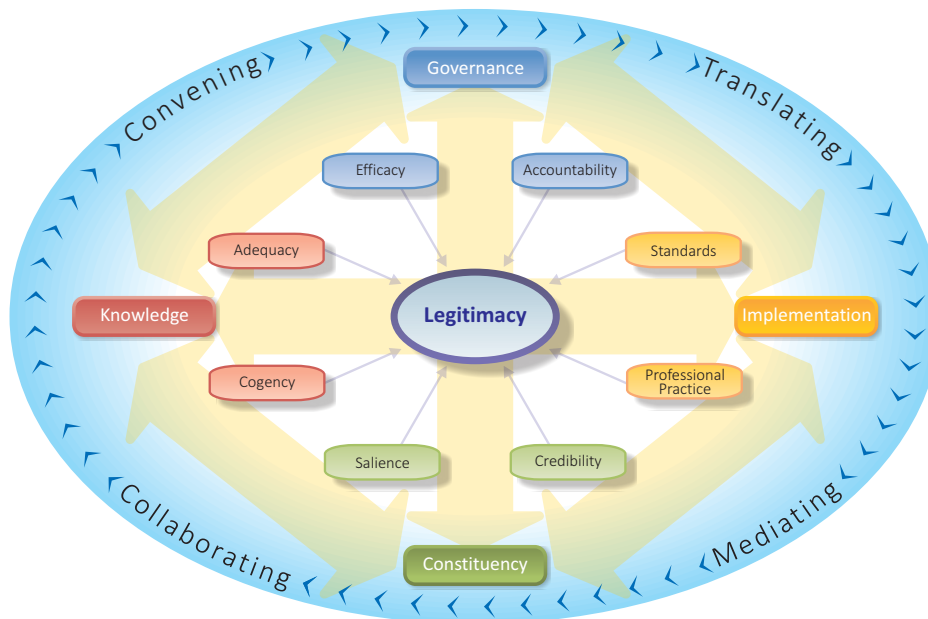 Convening
Governance
Translating
Efficacy
Accountability
Adequacy
Standards
Knowledge
Legitimacy
Implementation
Cogency
Professional
Practice
Salience
Credibility
Collaborating
Constituency
Mediating